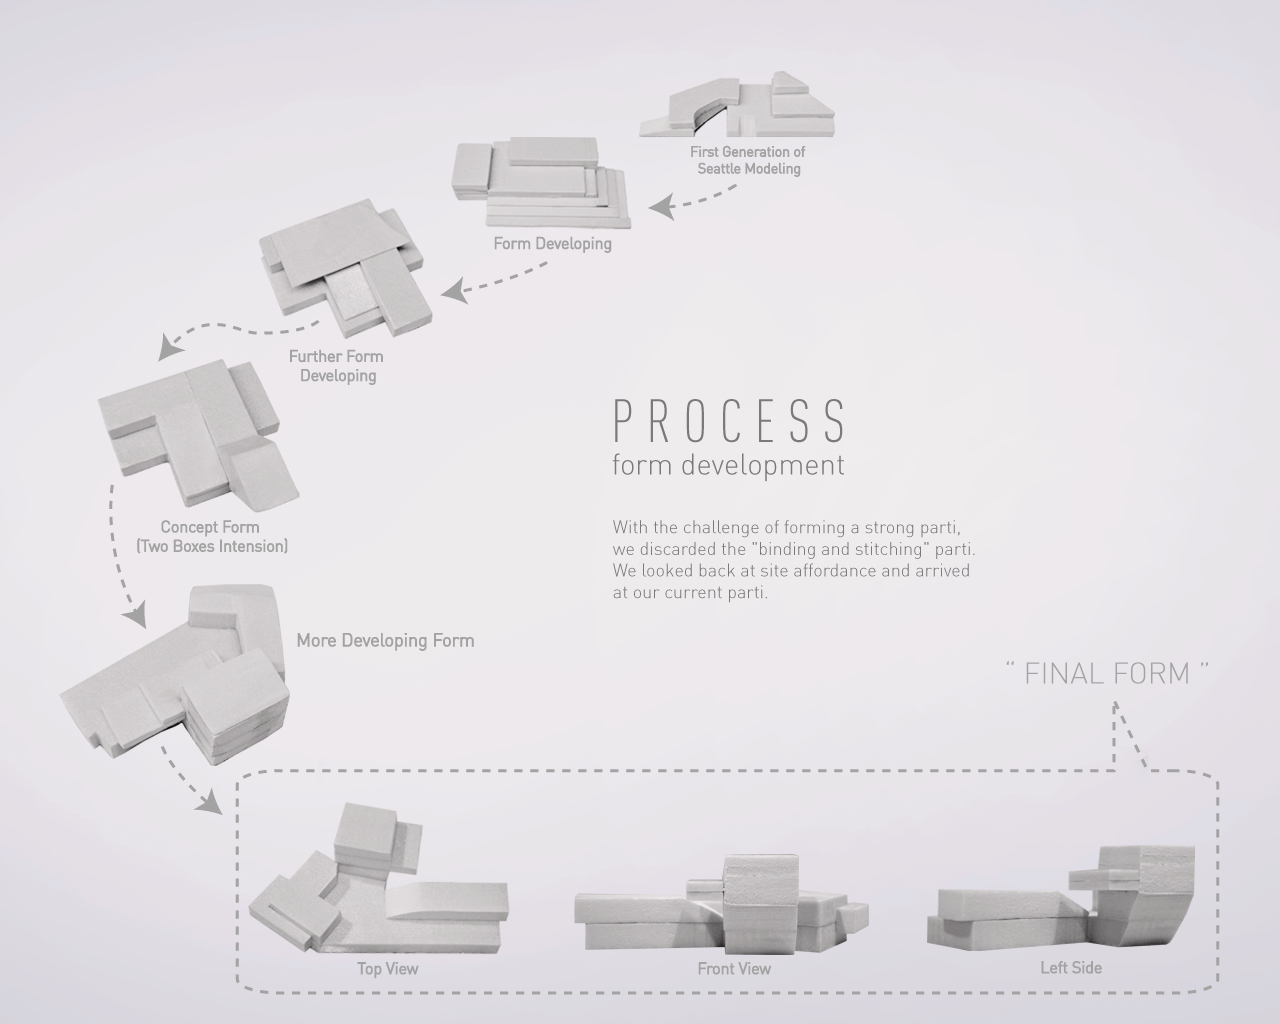 First Generation of
Seattle Modeling
Form Developing
Further Form
Developing
Concept Form
(Two Boxes Intension)
PROCESS
form development
With the challenge of forming a strong parti,
we discarded the "binding and stitching" parti.
We looked back at site affordance and arrived
at our current parti.
More Developing Form
“ FINAL FORM ”
Top View
Front View
Left Side